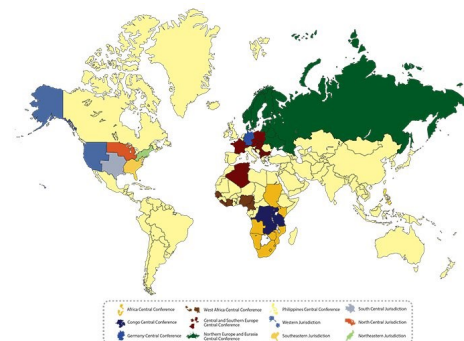 Africa Central Conference
West Africa Central Conference
Philippines Central Conference
South Central Jurisdiction
Congo Central Conference
Central and Southern Europe
Central Conference
Western Jurisdiction
North Central Jurisdiction
Germany Central Conference
Northern Europe and Eurasia
Central Conference
Southeastern Jurisdiction
Northeastern Jurisdiction